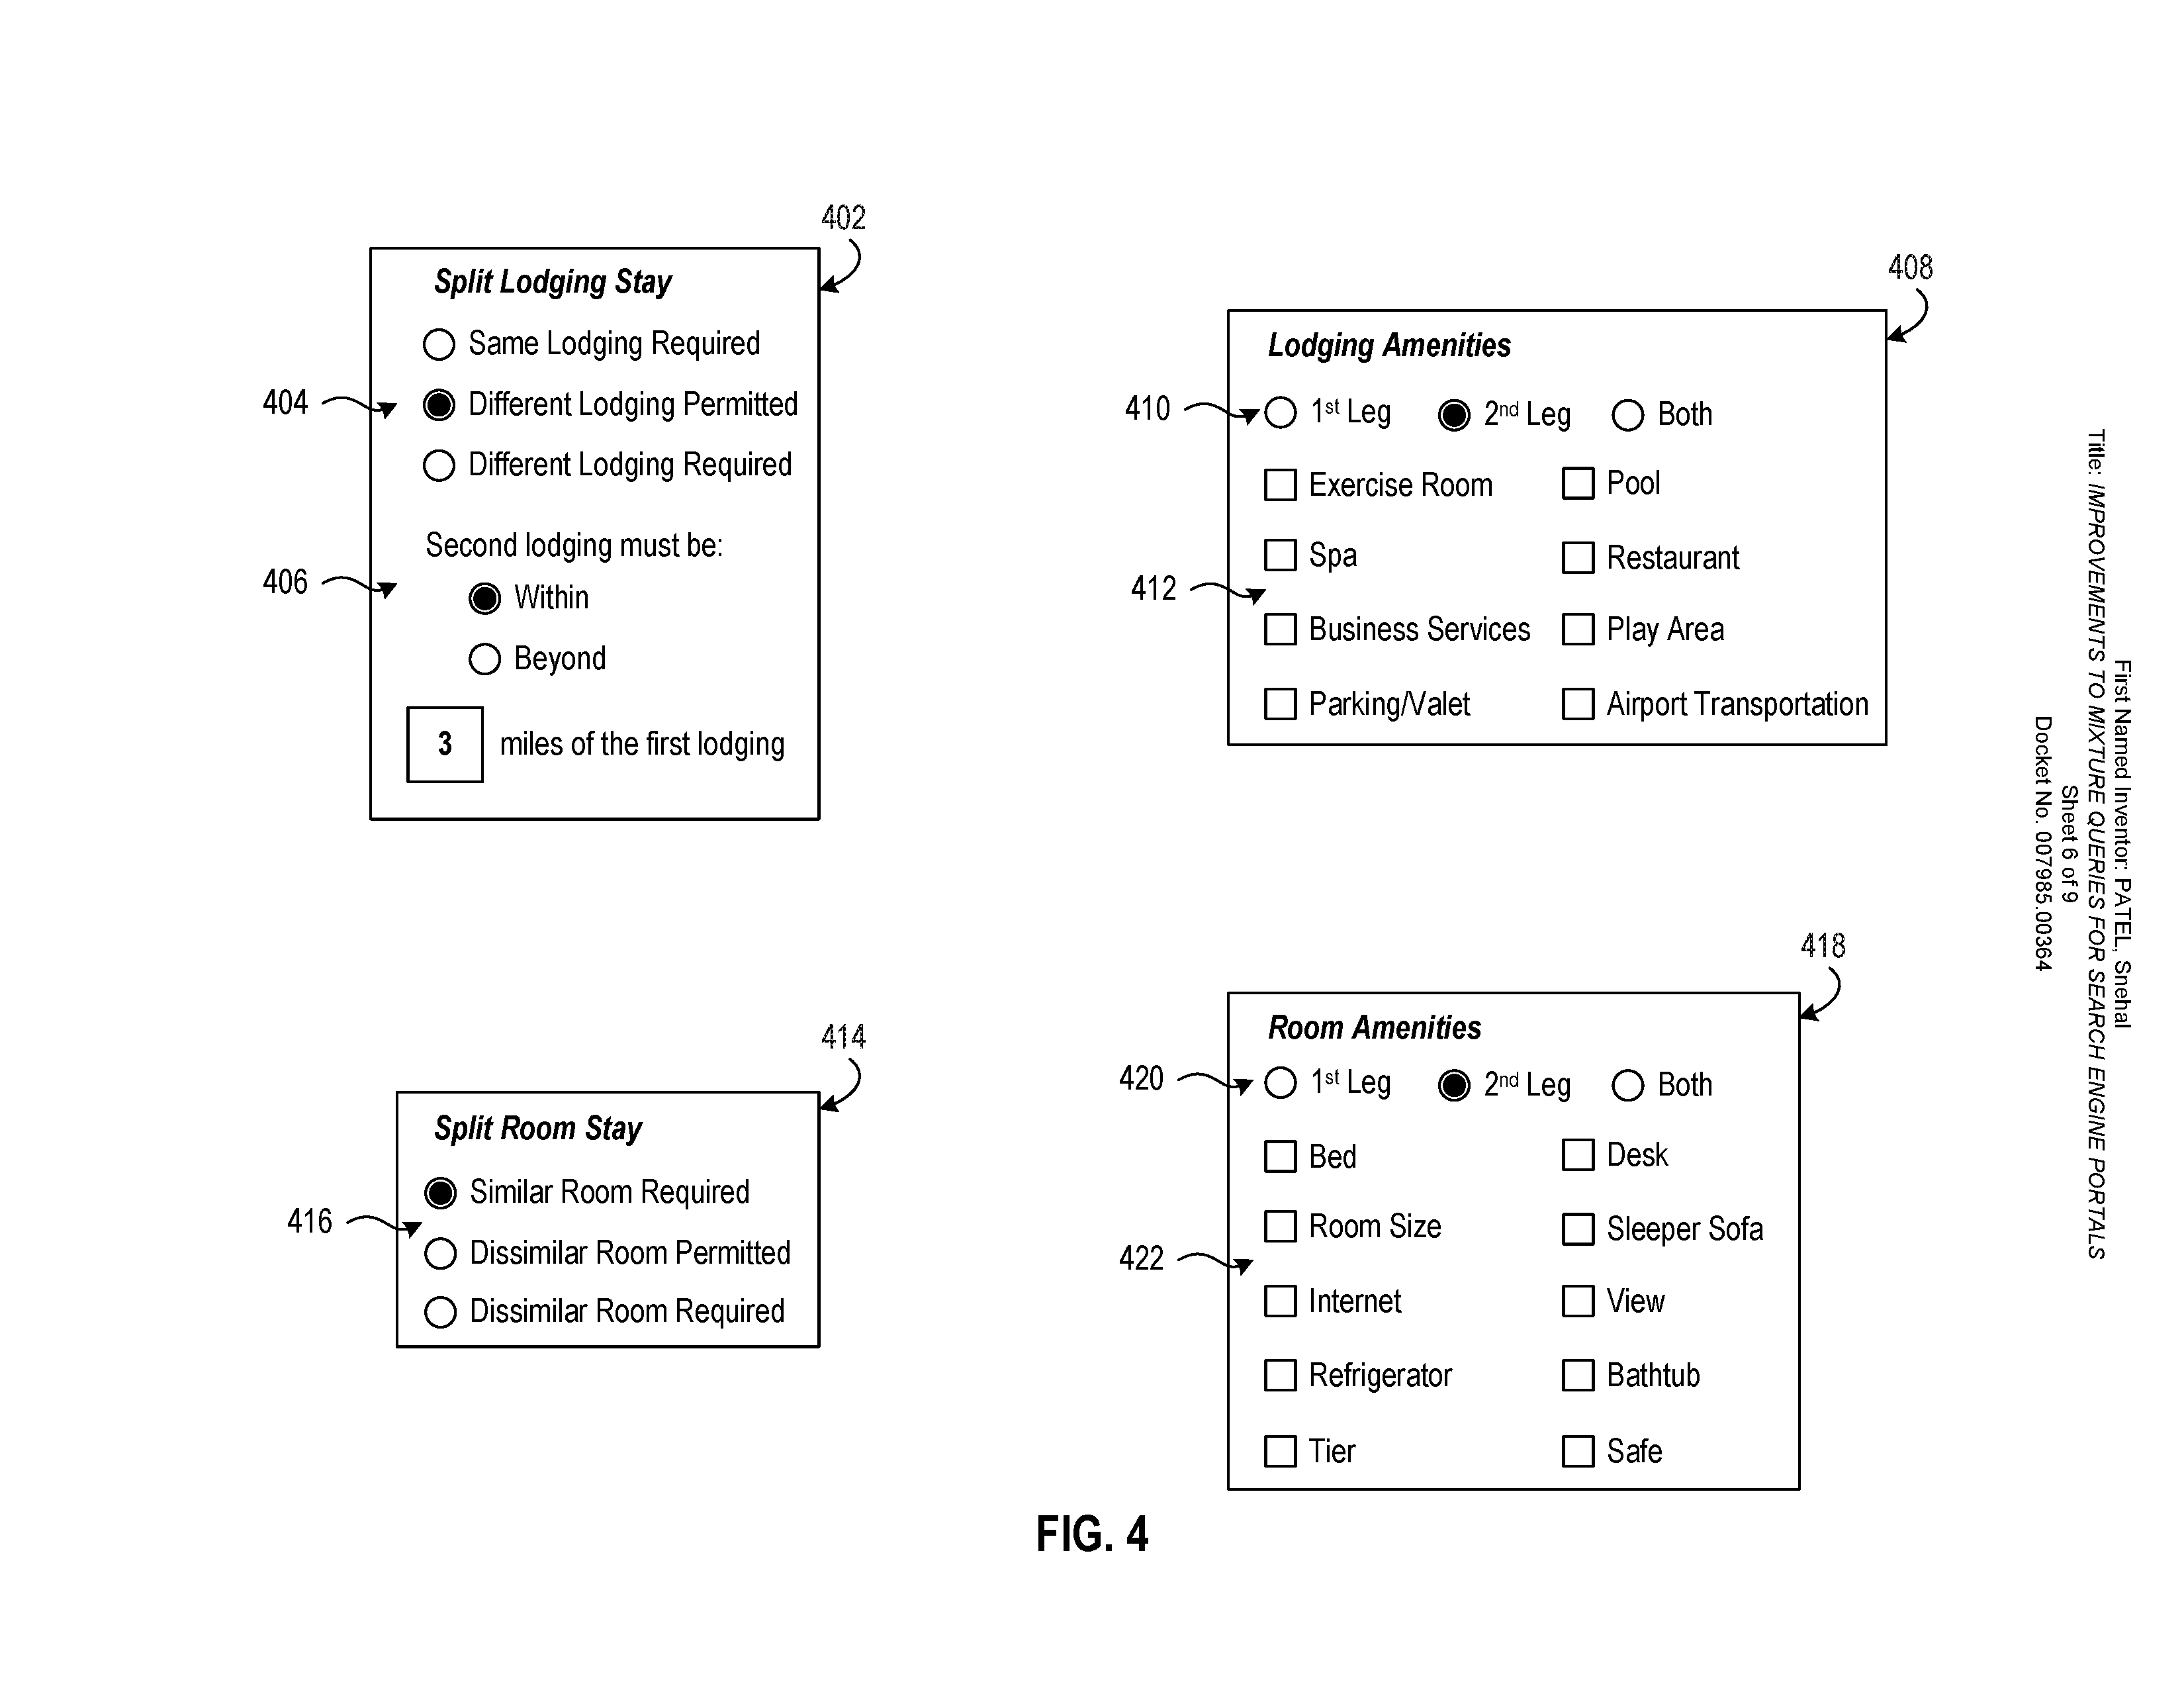 402
Split Lodging Stay
Same Lodging Required
404
Different Lodging Permitted
Different Lodging Required
Second lodging must be:
406
Within
Beyond
3 miles of the first lodging
408
Lodging Amenities
410
1st Leg 2nd Leg Both
Exercise Room Pool
Spa Restaurant
412
Business Services Play Area
Parking/Valet Airport Transportation
414
Split Room Stay
Similar Room Required
416
Dissimilar Room Permitted
Dissimilar Room Required
418
Room Amenities
420
1st Leg 2nd Leg Both
Bed Desk
Room Size Sleeper Sofa
422
Internet View
Refrigerator Bathtub
Tier Safe
FIG. 4
First Named Inventor: PATEL, Snehal
Title: IMPROVEMENTS TO MIXTURE QUERIES FOR SEARCH ENGINE PORTALS
Sheet 6 of 9
Docket No. 007985.00364